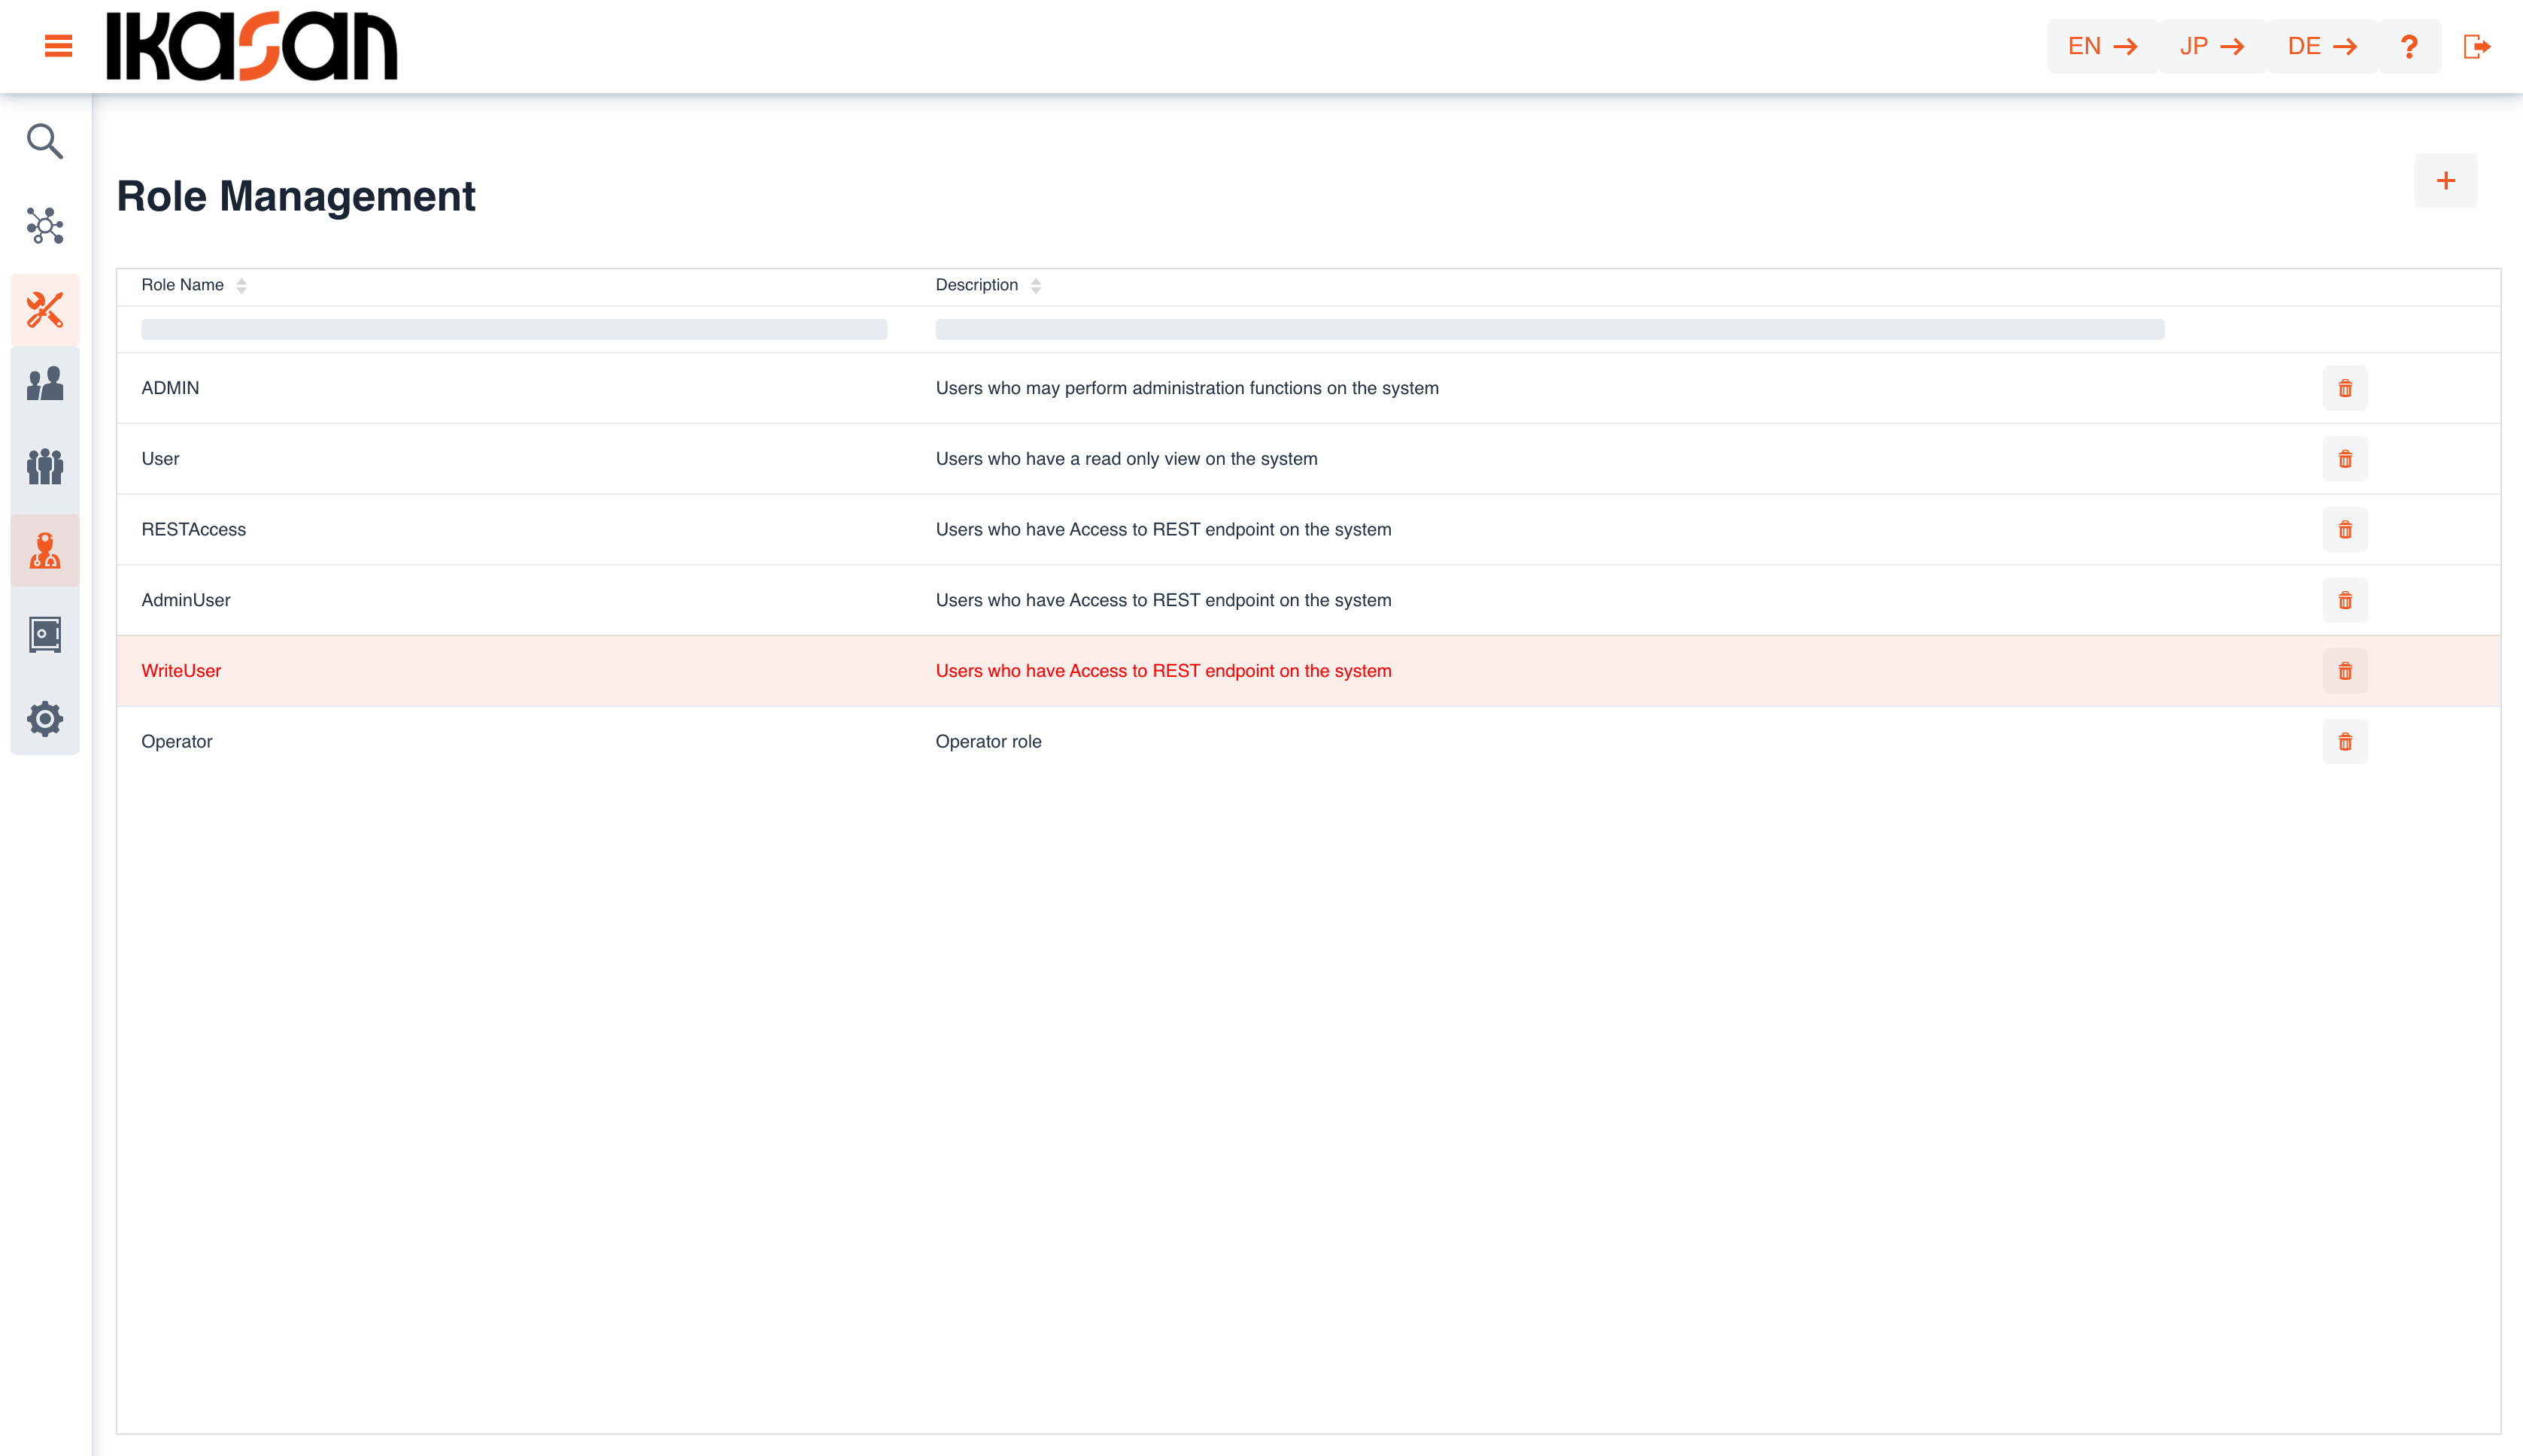 IKASAN
EN JP DE ?
Role Management
Role Name Description
ADMIN Users who may perform administration functions on the system
User Users who have a read only view on the system
RESTAccess Users who have Access to REST endpoint on the system
AdminUser Users who have Access to REST endpoint on the system
WriteUser Users who have Access to REST endpoint on the system
Operator Operator role